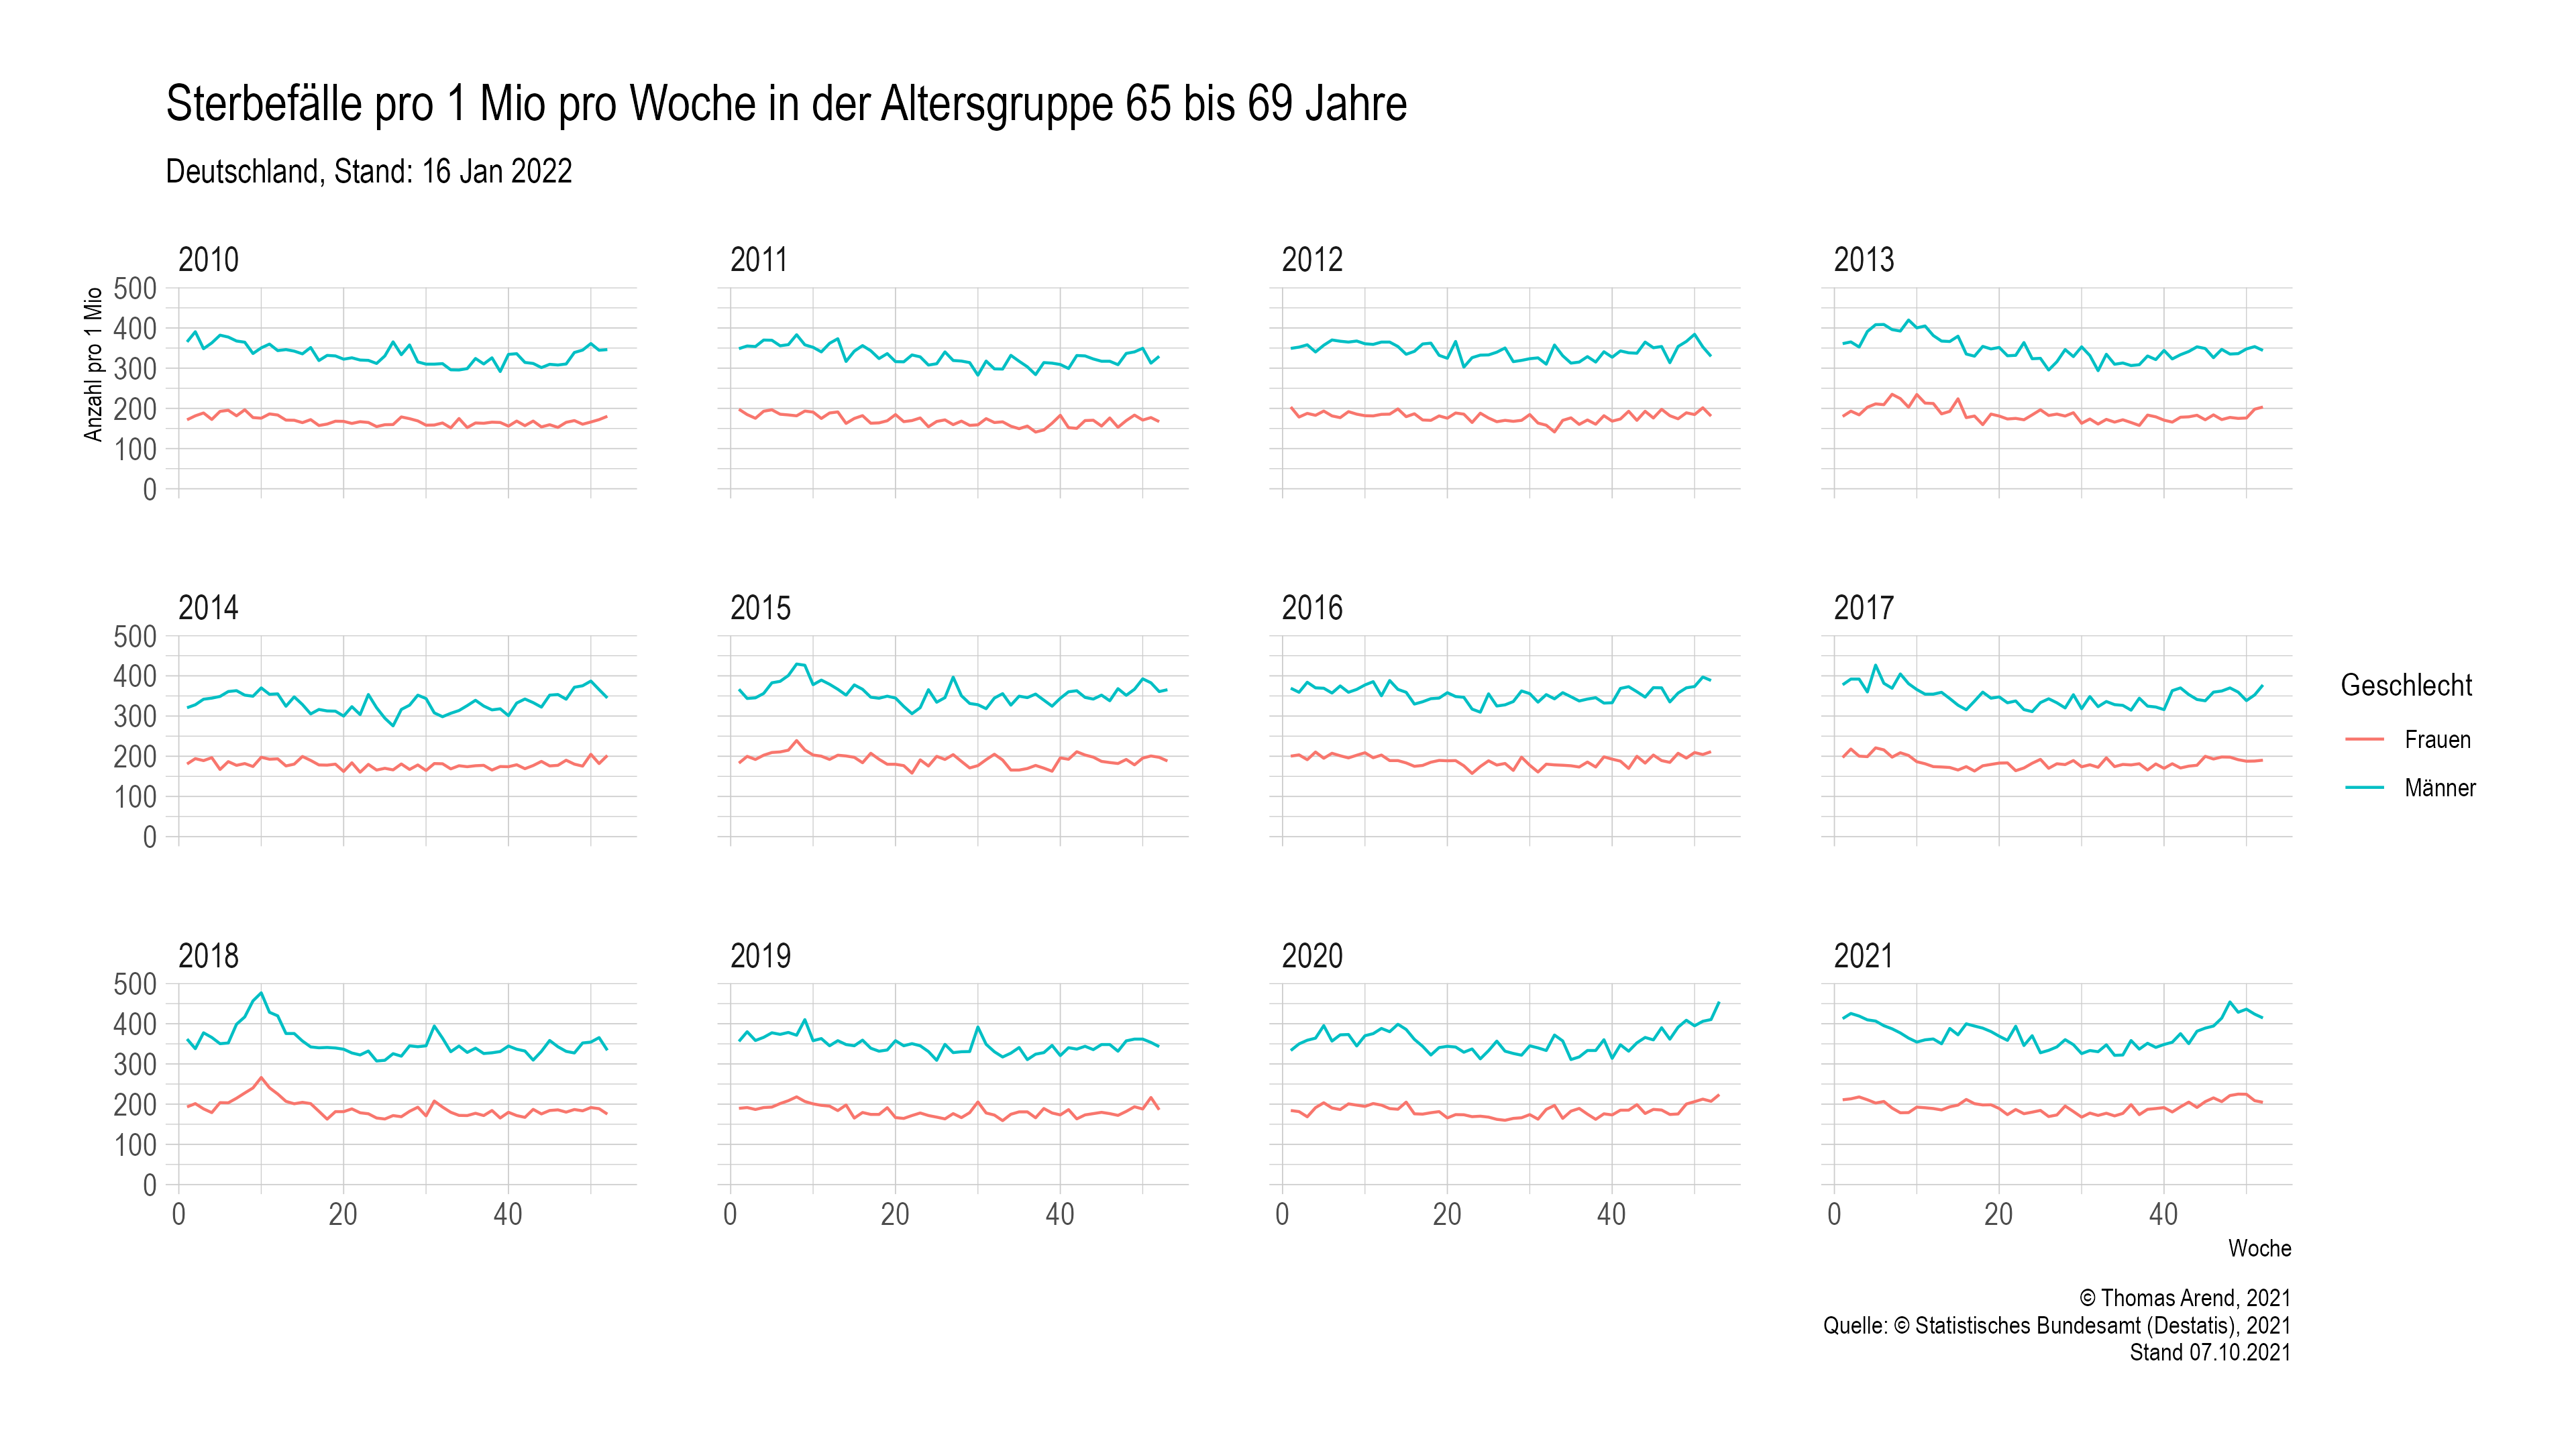 Sterbefälle pro 1 Mio pro Woche in der Altersgruppe 65 bis 69 Jahre
Deutschland, Stand: 16 Jan 2022
2010
2011
2012
2013
Anzahl pro 1 Mio
500
400
300
200
100
0
2014
2015
2016
2017
500
400
300
200
100
0
Geschlecht
Frauen
Männer
2018
2019
2020
2021
500
400
300
200
100
0
0 20 40
0 20 40
0 20 40
0 20 40
Woche
© Thomas Arend, 2021
Quelle: © Statistisches Bundesamt (Destatis), 2021
Stand 07.10.2021